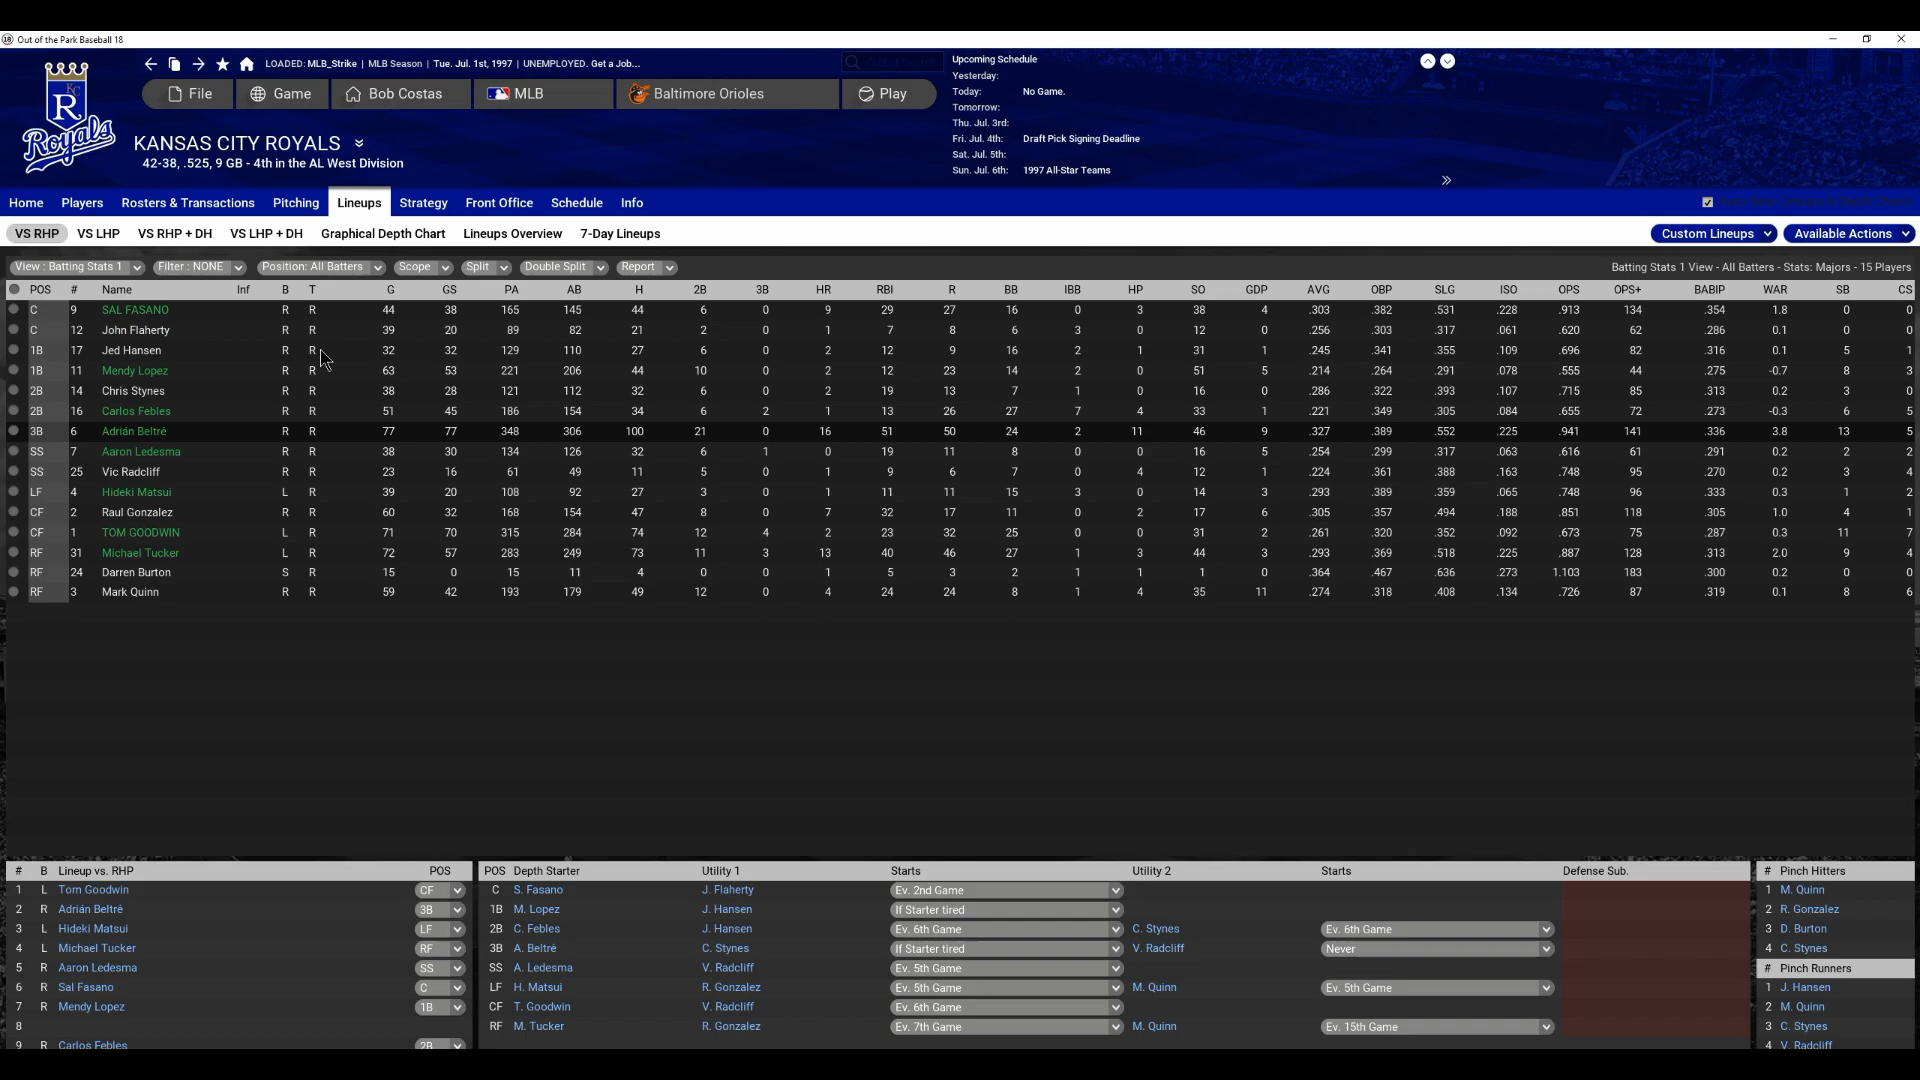 Out of the Park Baseball 18
LOADED: MLB_Strike | MLB Season | Tue. Jul. 1st, 1997 | UNEMPLOYED. Get a Job...
File Game Bob Costas MLB Baltimore Orioles Play
Upcoming Schedule
Yesterday:
Today: No Game.
Tomorrow:
Thu. Jul. 3rd:
Fri. Jul. 4th: Draft Pick Signing Deadline
Sat. Jul. 5th:
Sun. Jul. 6th: 1997 All-Star Teams
KC
R
Royals
KANSAS CITY ROYALS
42-38, .525, 9 GB - 4th in the AL West Division
Home Players Rosters & Transactions Pitching Lineups Strategy Front Office Schedule Info
VS RHP VS LHP VS RHP + DH VS LHP + DH Graphical Depth Chart Lineups Overview 7-Day Lineups Custom Lineups Available Actions
View : Batting Stats 1 Filter : NONE Position: All Batters Scope Split Double Split Report Batting Stats 1 View - All Batters - Stats: Majors - 15 Players
POS # Name Inf B T G GS PA AB H 2B 3B HR RBI R BB IBB HP SO GDP AVG OBP SLG ISO OPS OPS+ BABIP WAR SB CS
C 9 SAL FASANO R R 44 38 165 145 44 6 0 9 29 27 16 0 3 38 4 .303 .382 .531 .228 .913 134 .354 1.8 0 0
C 12 John Flaherty R R 39 20 89 82 21 2 0 1 7 8 6 3 0 12 0 .256 .303 .317 .061 .620 62 .286 0.1 0 0
1B 17 Jed Hansen R R 32 32 129 110 27 6 0 2 12 9 16 2 1 31 1 .245 .341 .355 .109 .696 82 .316 0.1 5 1
1B 11 Mendy Lopez R R 63 53 221 206 44 10 0 2 12 23 14 2 0 51 5 .214 .264 .291 .078 .555 44 .275 -0.7 8 3
2B 14 Chris Stynes R R 38 28 121 112 32 6 0 2 19 13 7 1 0 16 0 .286 .322 .393 .107 .715 85 .313 0.2 3 0
2B 16 Carlos Febles R R 51 45 186 154 34 6 2 1 13 26 27 7 4 33 1 .221 .349 .305 .084 .655 72 .273 -0.3 6 5
3B 6 Adrián Beltré R R 77 77 348 306 100 21 0 16 51 50 24 2 11 46 9 .327 .389 .552 .225 .941 141 .336 3.8 13 5
SS 7 Aaron Ledesma R R 38 30 134 126 32 6 1 0 19 11 8 0 0 16 5 .254 .299 .317 .063 .616 61 .291 0.2 2 2
SS 25 Vic Radcliff R R 23 16 61 49 11 5 0 1 9 6 7 0 4 12 1 .224 .361 .388 .163 .748 95 .270 0.2 3 4
LF 4 Hideki Matsui L R 39 20 108 92 27 3 0 1 11 11 15 3 0 14 3 .293 .389 .359 .065 .748 96 .333 0.3 1 2
CF 2 Raul Gonzalez R R 60 32 168 154 47 8 0 7 32 17 11 0 2 17 6 .305 .357 .494 .188 .851 118 .305 1.0 4 1
CF 1 TOM GOODWIN L R 71 70 315 284 74 12 4 2 23 32 25 0 0 31 2 .261 .320 .352 .092 .673 75 .287 0.3 11 7
RF 31 Michael Tucker L R 72 57 283 249 73 11 3 13 40 46 27 1 3 44 3 .293 .369 .518 .225 .887 128 .313 2.0 9 4
RF 24 Darren Burton S R 15 0 15 11 4 0 0 1 5 3 2 1 1 1 0 .364 .467 .636 .273 1.103 183 .300 0.2 0 0
RF 3 Mark Quinn R R 59 42 193 179 49 12 0 4 24 24 8 1 4 35 11 .274 .318 .408 .134 .726 87 .319 0.1 8 6
# B Lineup vs. RHP POS
1 L Tom Goodwin CF
2 R Adrián Beltré 3B
3 L Hideki Matsui LF
4 L Michael Tucker RF
5 R Aaron Ledesma SS
6 R Sal Fasano C
7 R Mendy Lopez 1B
8
9 R Carlos Febles 2B
POS Depth Starter Utility 1 Starts Utility 2 Starts Defense Sub.
C S. Fasano J. Flaherty Ev. 2nd Game
1B M. Lopez J. Hansen If Starter tired
2B C. Febles J. Hansen Ev. 6th Game C. Stynes Ev. 6th Game
3B A. Beltré C. Stynes If Starter tired V. Radcliff Never
SS A. Ledesma V. Radcliff Ev. 5th Game
LF H. Matsui R. Gonzalez Ev. 5th Game M. Quinn Ev. 5th Game
CF T. Goodwin V. Radcliff Ev. 6th Game
RF M. Tucker R. Gonzalez Ev. 7th Game M. Quinn Ev. 15th Game
# Pinch Hitters
1 M. Quinn
2 R. Gonzalez
3 D. Burton
4 C. Stynes
# Pinch Runners
1 J. Hansen
2 M. Quinn
3 C. Stynes
4 V. Radcliff